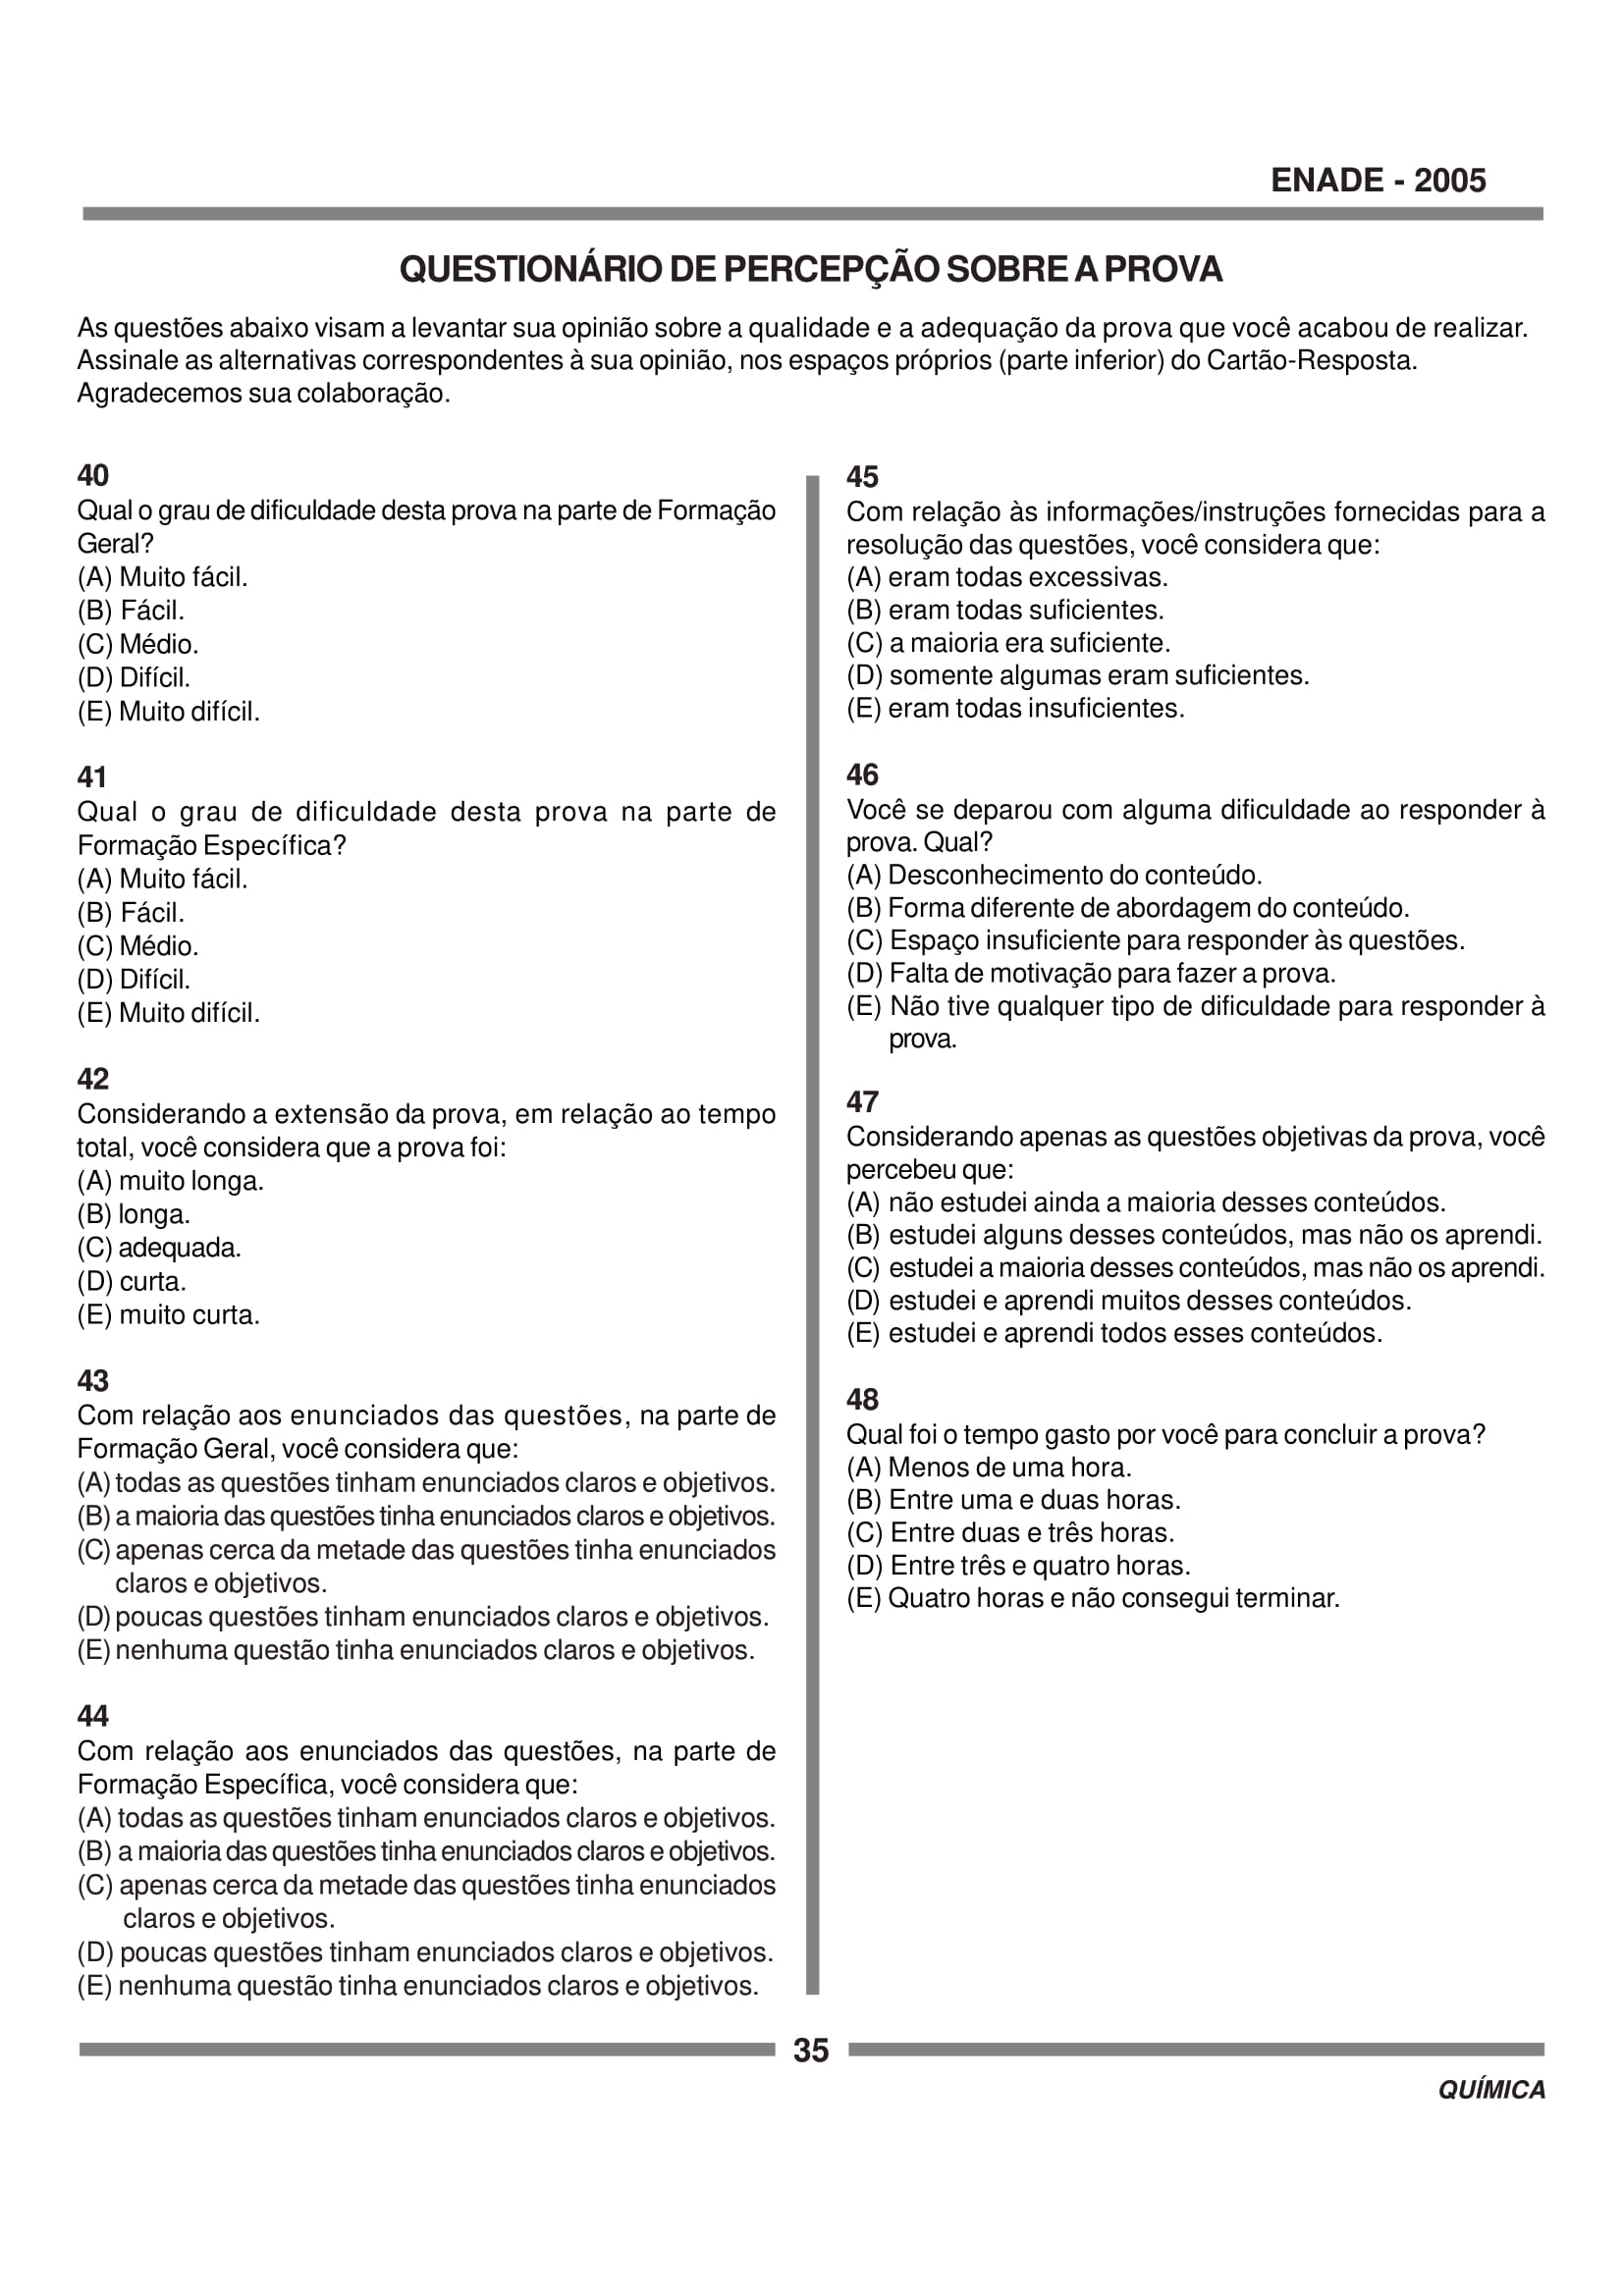 ENADE - 2005
QUESTIONÁRIO DE PERCEPÇÃO SOBRE A PROVA
As questões abaixo visam a levantar sua opinião sobre a qualidade e a adequação da prova que você acabou de realizar.
Assinale as alternativas correspondentes à sua opinião, nos espaços próprios (parte inferior) do Cartão-Resposta.
Agradecemos sua colaboração.
40
Qual o grau de dificuldade desta prova na parte de Formação
Geral?
(A) Muito fácil.
(B) Fácil.
(C) Médio.
(D) Difícil.
(E) Muito difícil.
41
Qual o grau de dificuldade desta prova na parte de
Formação Específica?
(A) Muito fácil.
(B) Fácil.
(C) Médio.
(D) Difícil.
(E) Muito difícil.
42
Considerando a extensão da prova, em relação ao tempo
total, você considera que a prova foi:
(A) muito longa.
(B) longa.
(C) adequada.
(D) curta.
(E) muito curta.
43
Com relação aos enunciados das questões, na parte de
Formação Geral, você considera que:
(A) todas as questões tinham enunciados claros e objetivos.
(B) a maioria das questões tinha enunciados claros e objetivos.
(C) apenas cerca da metade das questões tinha enunciados
claros e objetivos.
(D) poucas questões tinham enunciados claros e objetivos.
(E) nenhuma questão tinha enunciados claros e objetivos.
44
Com relação aos enunciados das questões, na parte de
Formação Específica, você considera que:
(A) todas as questões tinham enunciados claros e objetivos.
(B) a maioria das questões tinha enunciados claros e objetivos.
(C) apenas cerca da metade das questões tinha enunciados
claros e objetivos.
(D) poucas questões tinham enunciados claros e objetivos.
(E) nenhuma questão tinha enunciados claros e objetivos.
45
Com relação às informações/instruções fornecidas para a
resolução das questões, você considera que:
(A) eram todas excessivas.
(B) eram todas suficientes.
(C) a maioria era suficiente.
(D) somente algumas eram suficientes.
(E) eram todas insuficientes.
46
Você se deparou com alguma dificuldade ao responder à
prova. Qual?
(A) Desconhecimento do conteúdo.
(B) Forma diferente de abordagem do conteúdo.
(C) Espaço insuficiente para responder às questões.
(D) Falta de motivação para fazer a prova.
(E) Não tive qualquer tipo de dificuldade para responder à
prova.
47
Considerando apenas as questões objetivas da prova, você
percebeu que:
(A) não estudei ainda a maioria desses conteúdos.
(B) estudei alguns desses conteúdos, mas não os aprendi.
(C) estudei a maioria desses conteúdos, mas não os aprendi.
(D) estudei e aprendi muitos desses conteúdos.
(E) estudei e aprendi todos esses conteúdos.
48
Qual foi o tempo gasto por você para concluir a prova?
(A) Menos de uma hora.
(B) Entre uma e duas horas.
(C) Entre duas e três horas.
(D) Entre três e quatro horas.
(E) Quatro horas e não consegui terminar.
35
QUÍMICA